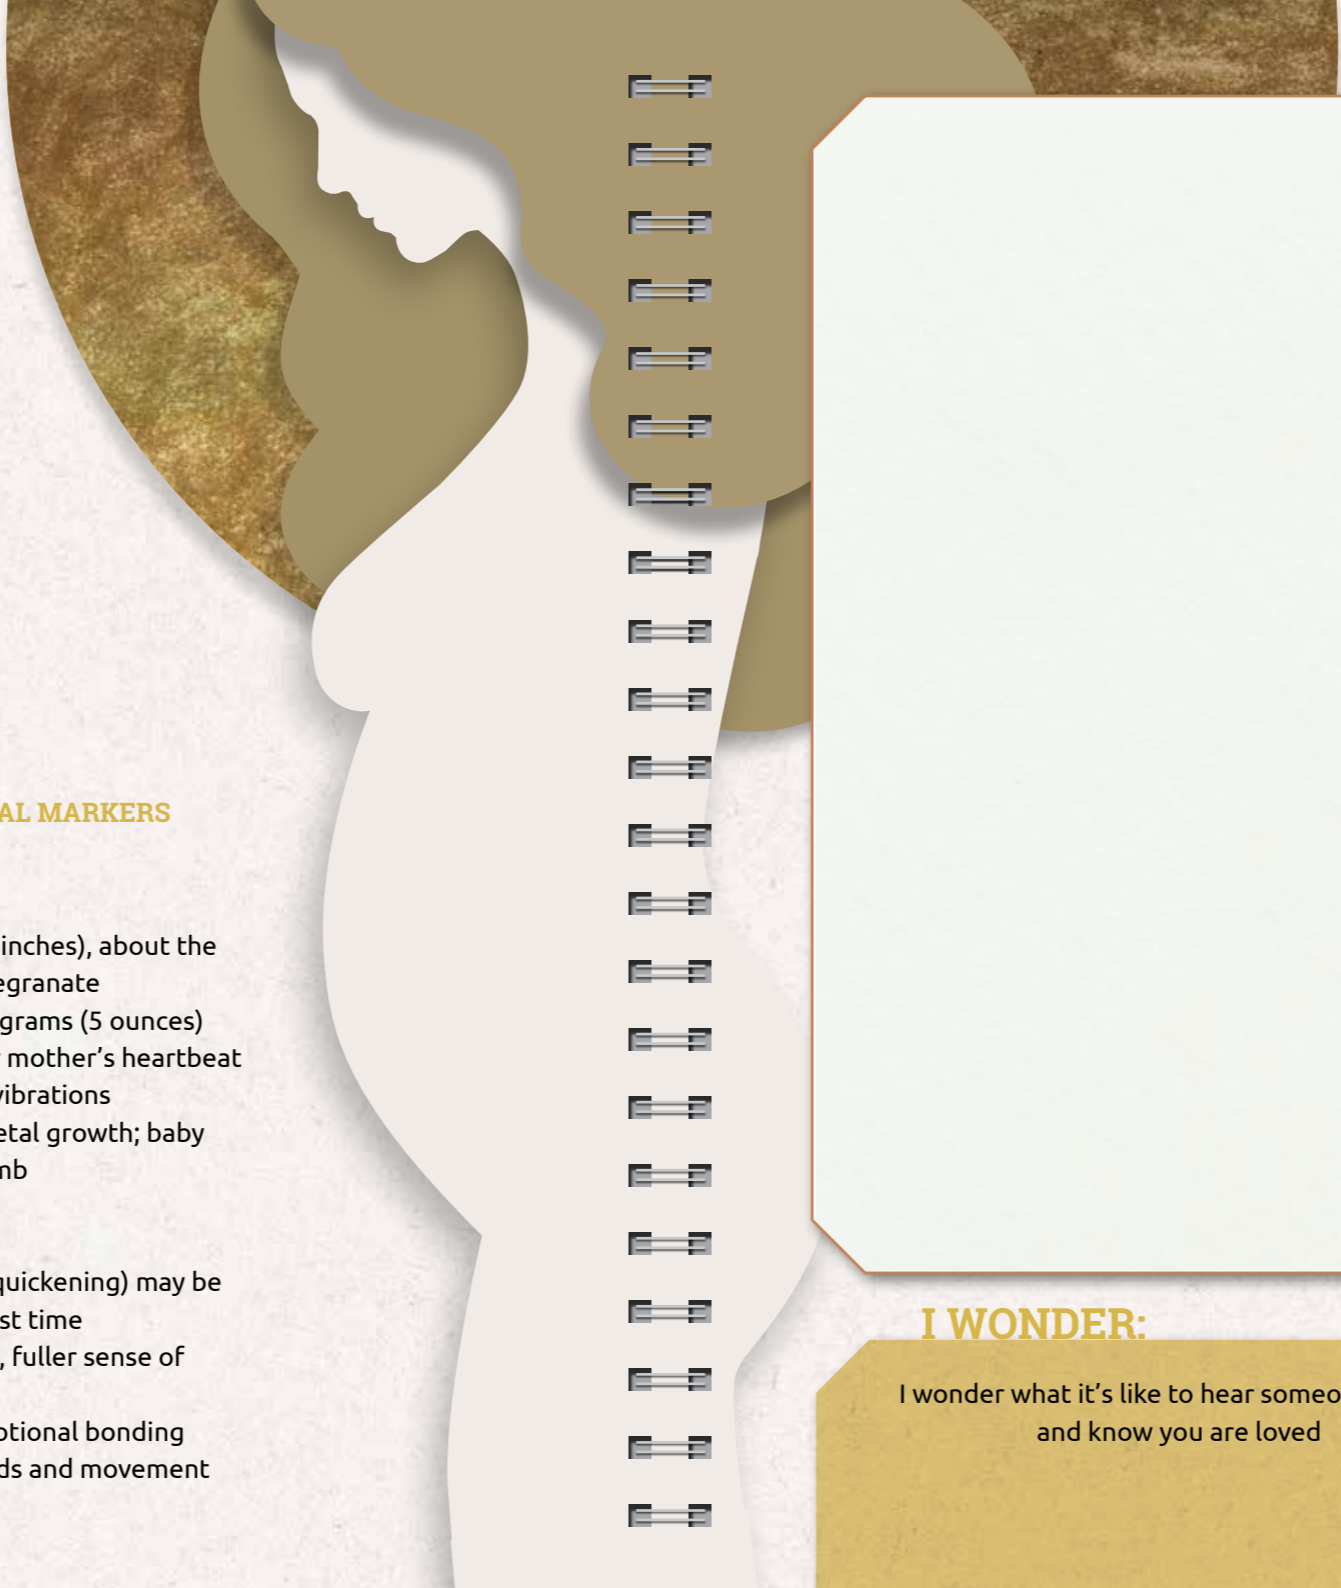 AL MARKERS
inches), about the
egranate
grams (5 ounces)
mother’s heartbeat
vibrations
etal growth; baby
mb
quickening) may be
st time
, fuller sense of
otional bonding
ds and movement
I WONDER:
I wonder what it’s like to hear someo
and know you are loved